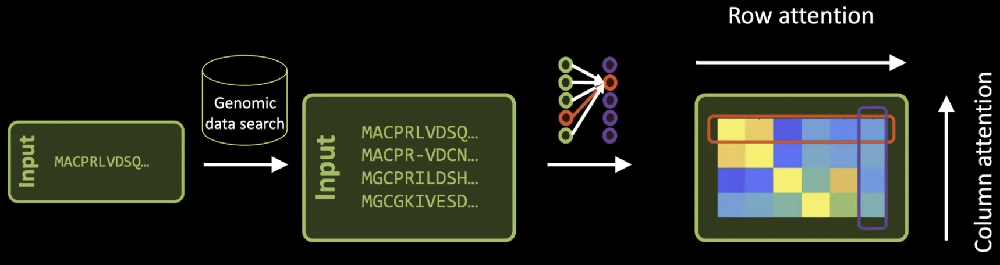 Input
MACPRLVDSQ…
Genomic
data search
Input
MACPRLVDSQ…
MACPR-VDCN…
MGCPRILDSH…
MGCGKIVESD…
Row attention
Column attention